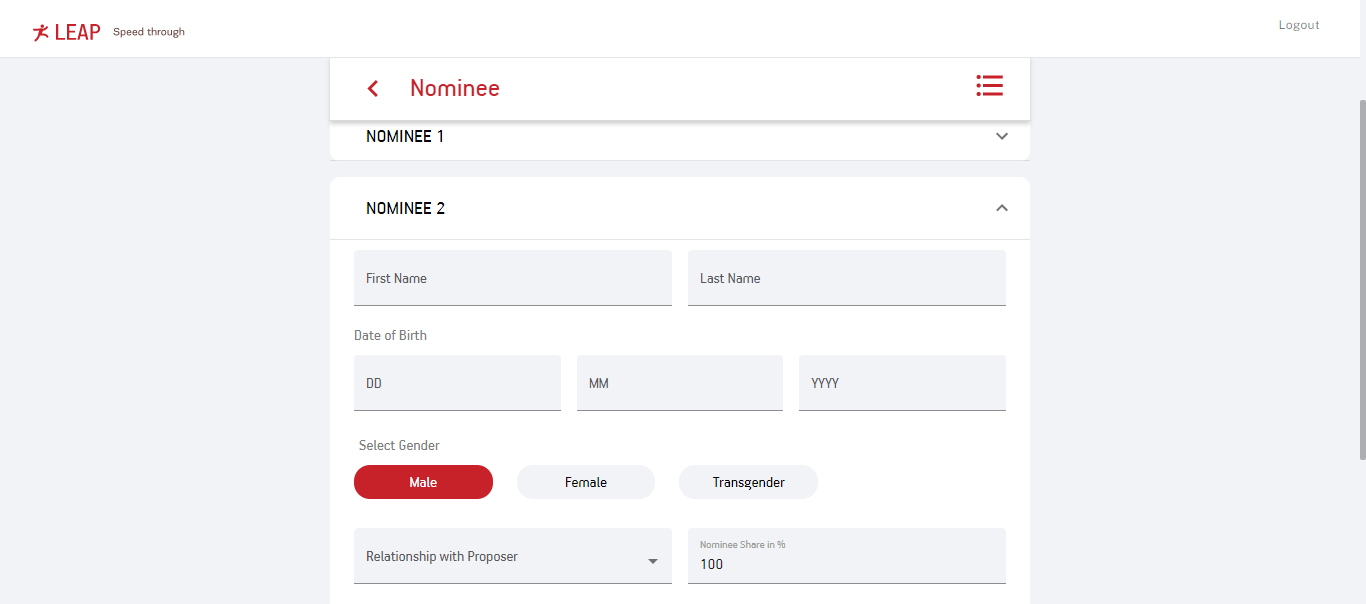 LEAP Speed through Logout
Nominee
NOMINEE 1
NOMINEE 2
First Name Last Name
Date of Birth
DD MM YYYY
Select Gender
Male Female Transgender
Nominee Share in %
Relationship with Proposer
100